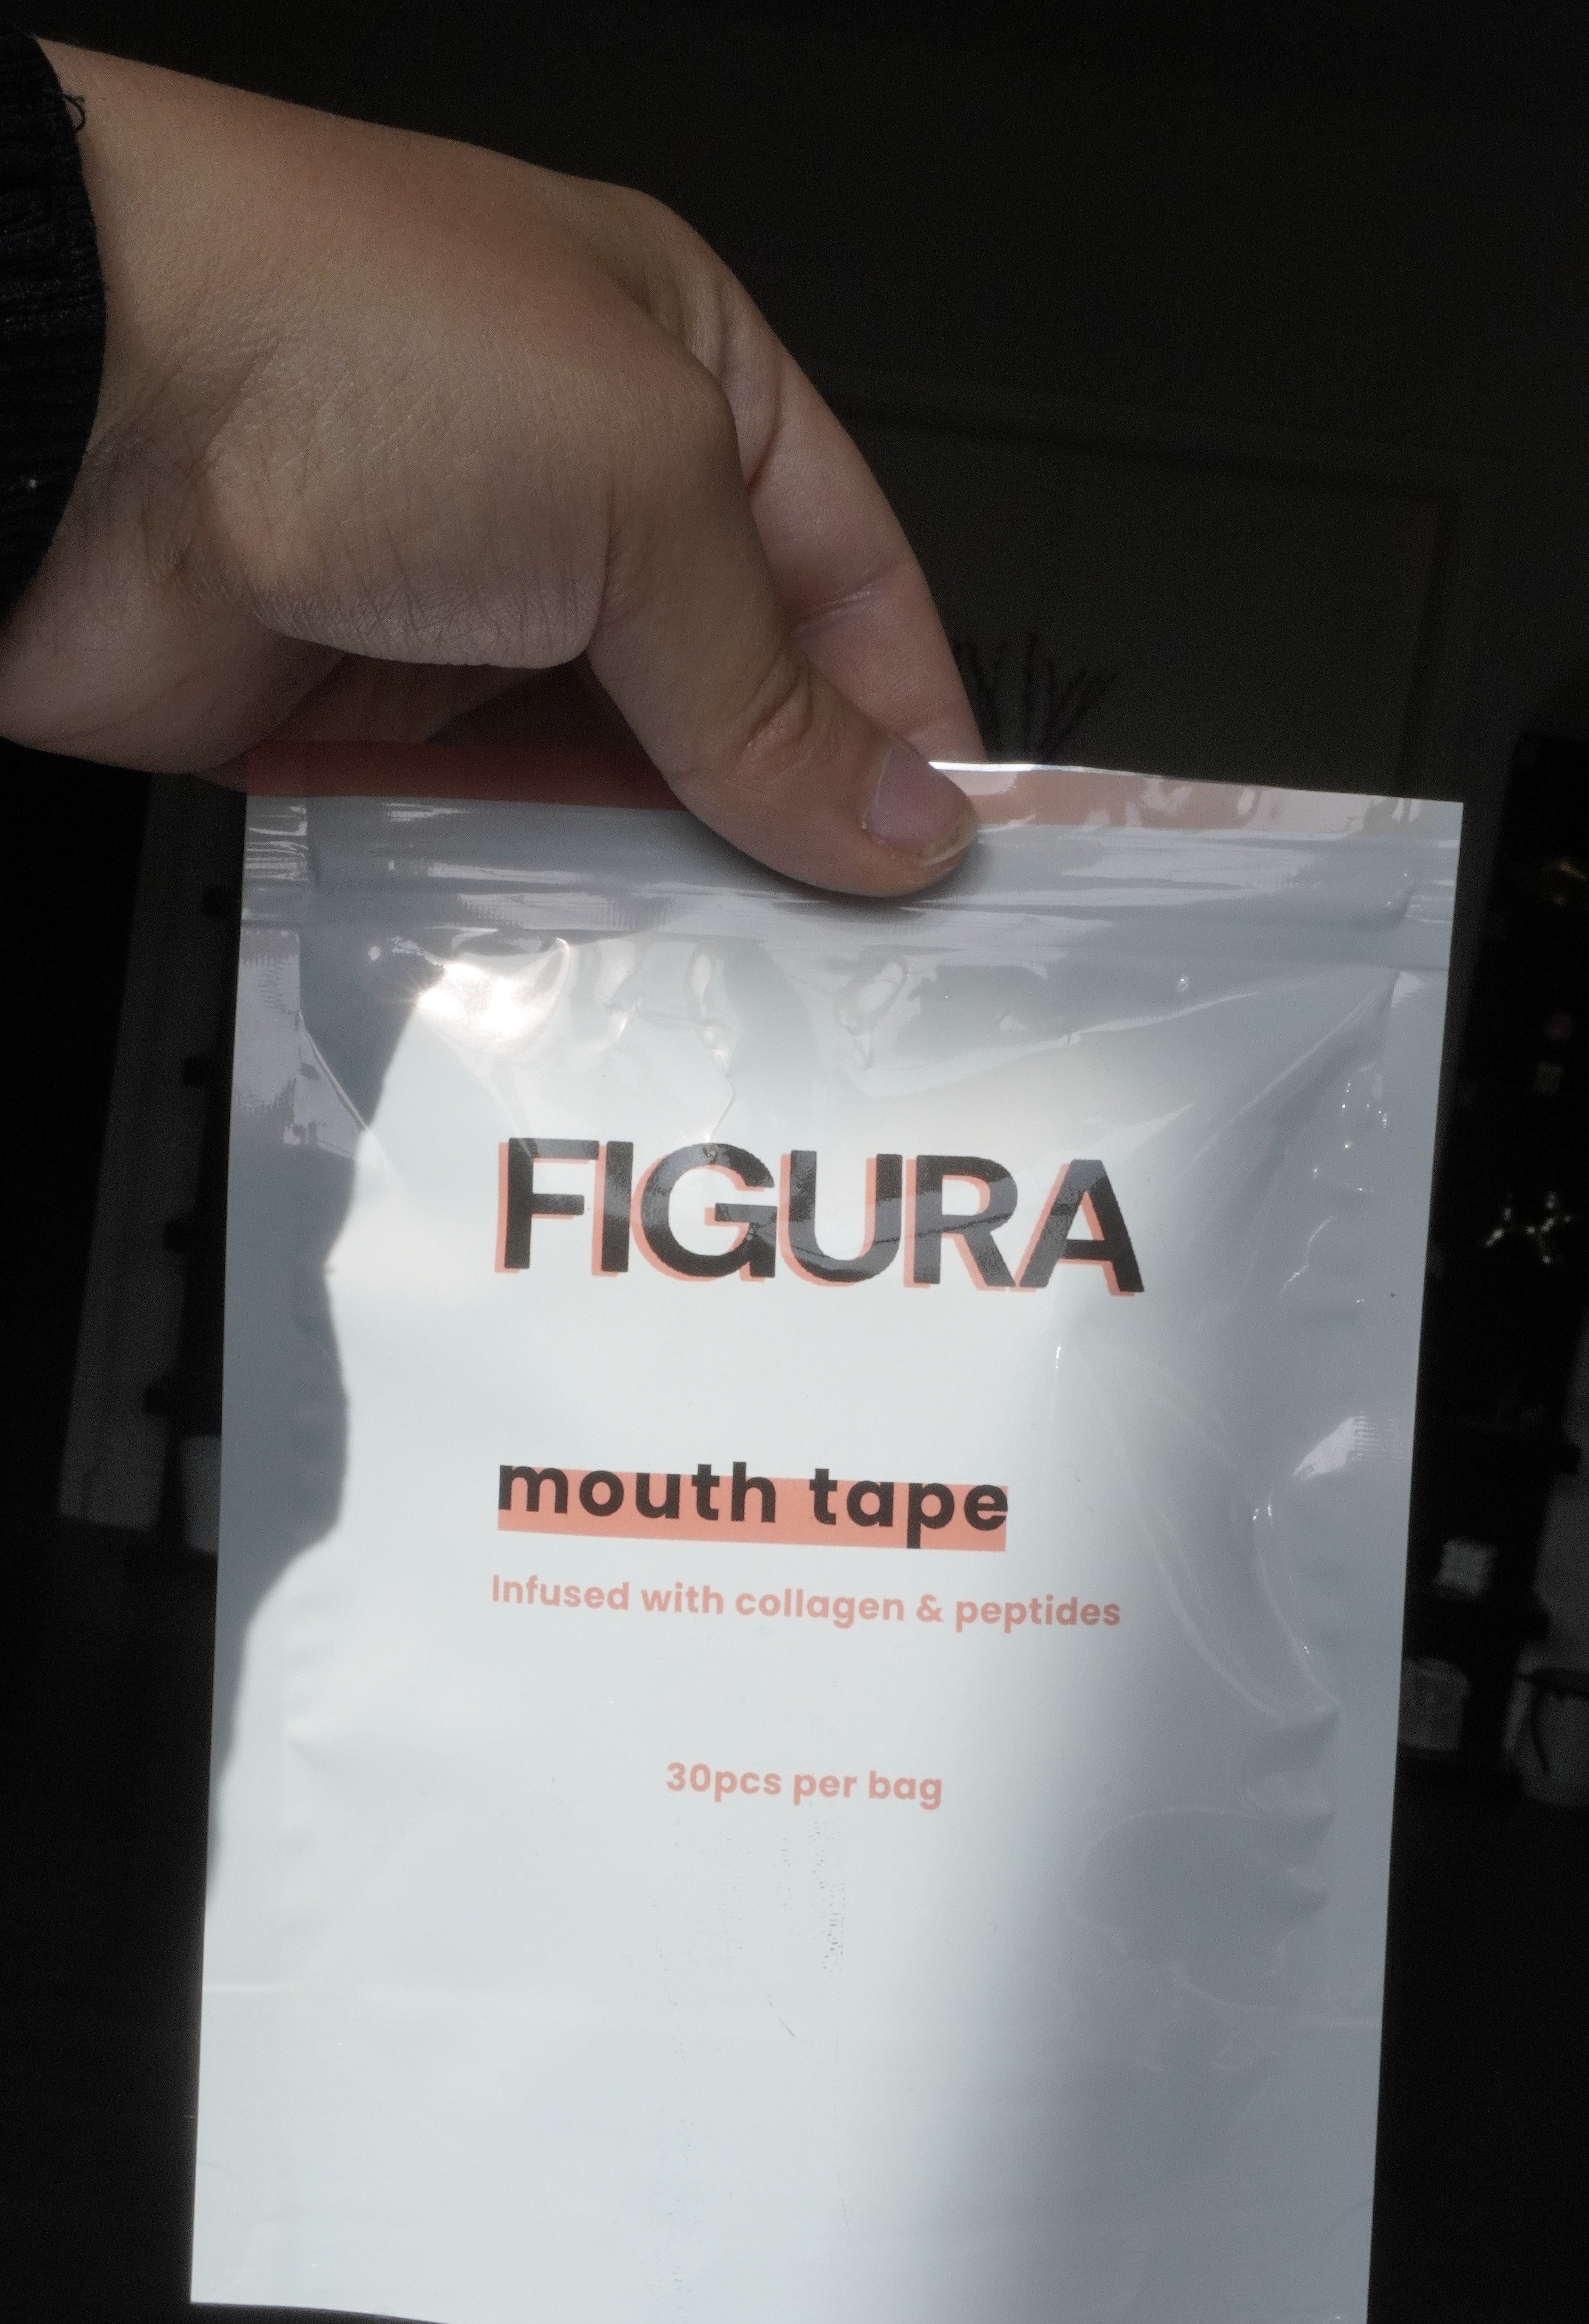 FIGURA
mouth tape
Infused with collagen & peptides
30pcs per bag